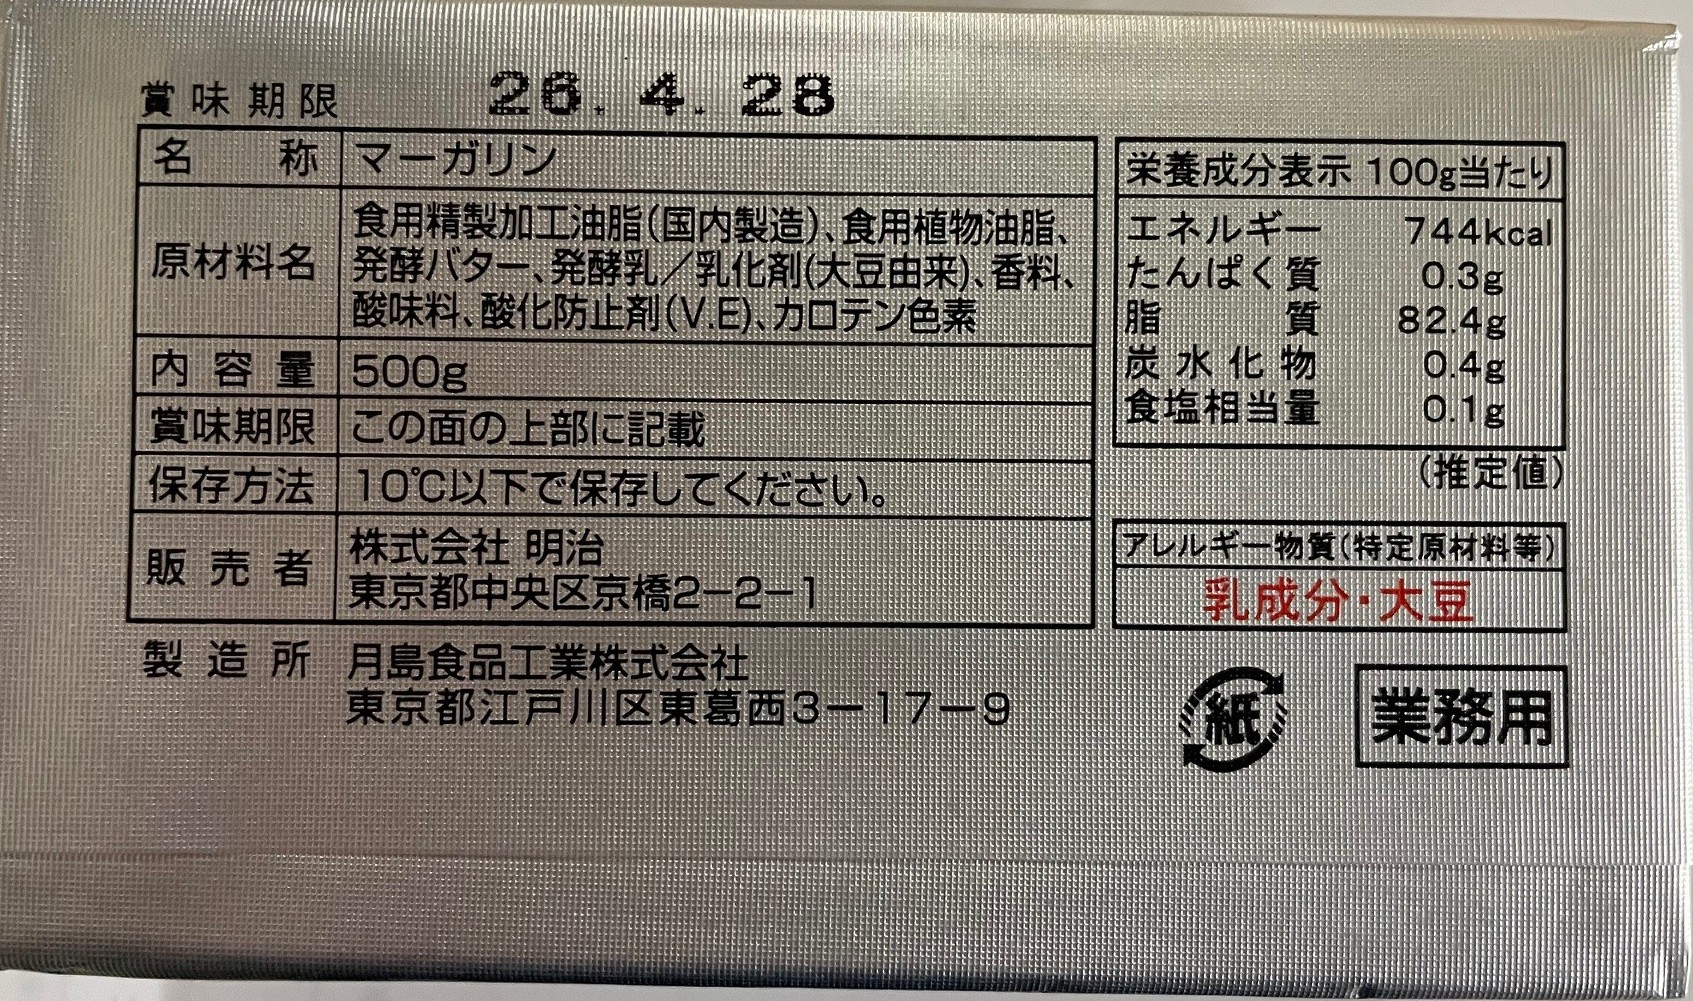 賞味期限 26.4.28
名称 マーガリン
原材料名 食用精製加工油脂(国内製造)、食用植物油脂、
発酵バター、発酵乳/乳化剤(大豆由来)、香料、
酸味料、酸化防止剤(V.E)、カロテン色素
内容量 500g
賞味期限 この面の上部に記載
保存方法 10℃以下で保存してください。
販売者 株式会社 明治
東京都中央区京橋2-2-1
製造所 月島食品工業株式会社
東京都江戸川区東葛西3-17-9
栄養成分表示 100g当たり
エネルギー 744kcal
たんぱく質 0.3g
脂質 82.4g
炭水化物 0.4g
食塩相当量 0.1g
(推定値)
アレルギー物質(特定原材料等)
乳成分・大豆
紙
業務用